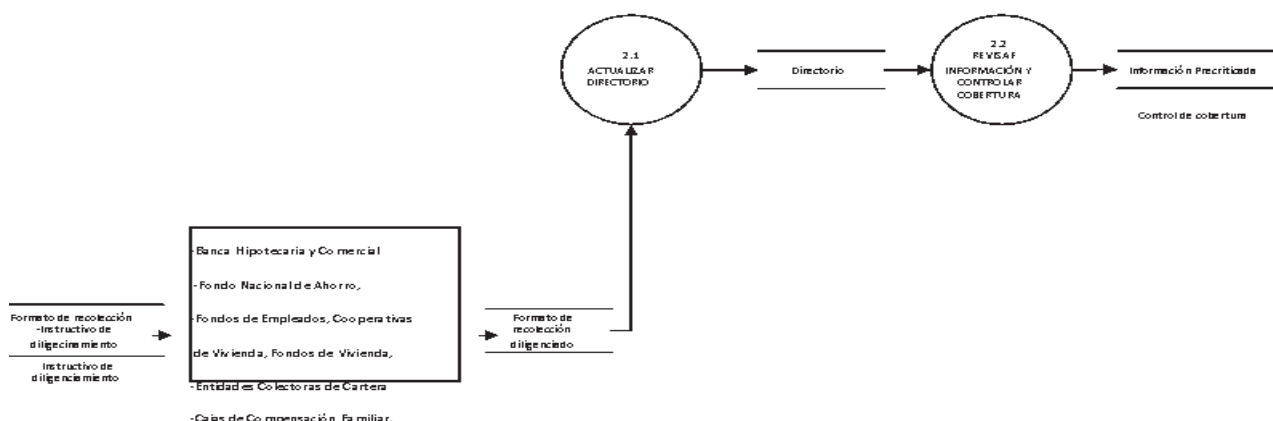 2.1
ACTUALIZAR
DIRECTORIO
Directorio
2.2
REVISAF
INFORMACIÓN Y
CONTROLAR
COBERTURA
Información Precriticada
Control de cobertura
-Banca Hipotecaria y Comercial
-Fondo Nacional de Ahorro,
-Fondos de Empleados, Cooperativas
de Vivienda, Fondos de Vivienda,
-Entidades Colectoras de Cartera
-Cajas de Compensación Familiar.
Formato de recolección
-Instructivo de
diligecinamiento
Instructivo de
diligenciamiento
Formato de
recolección
diligenciado